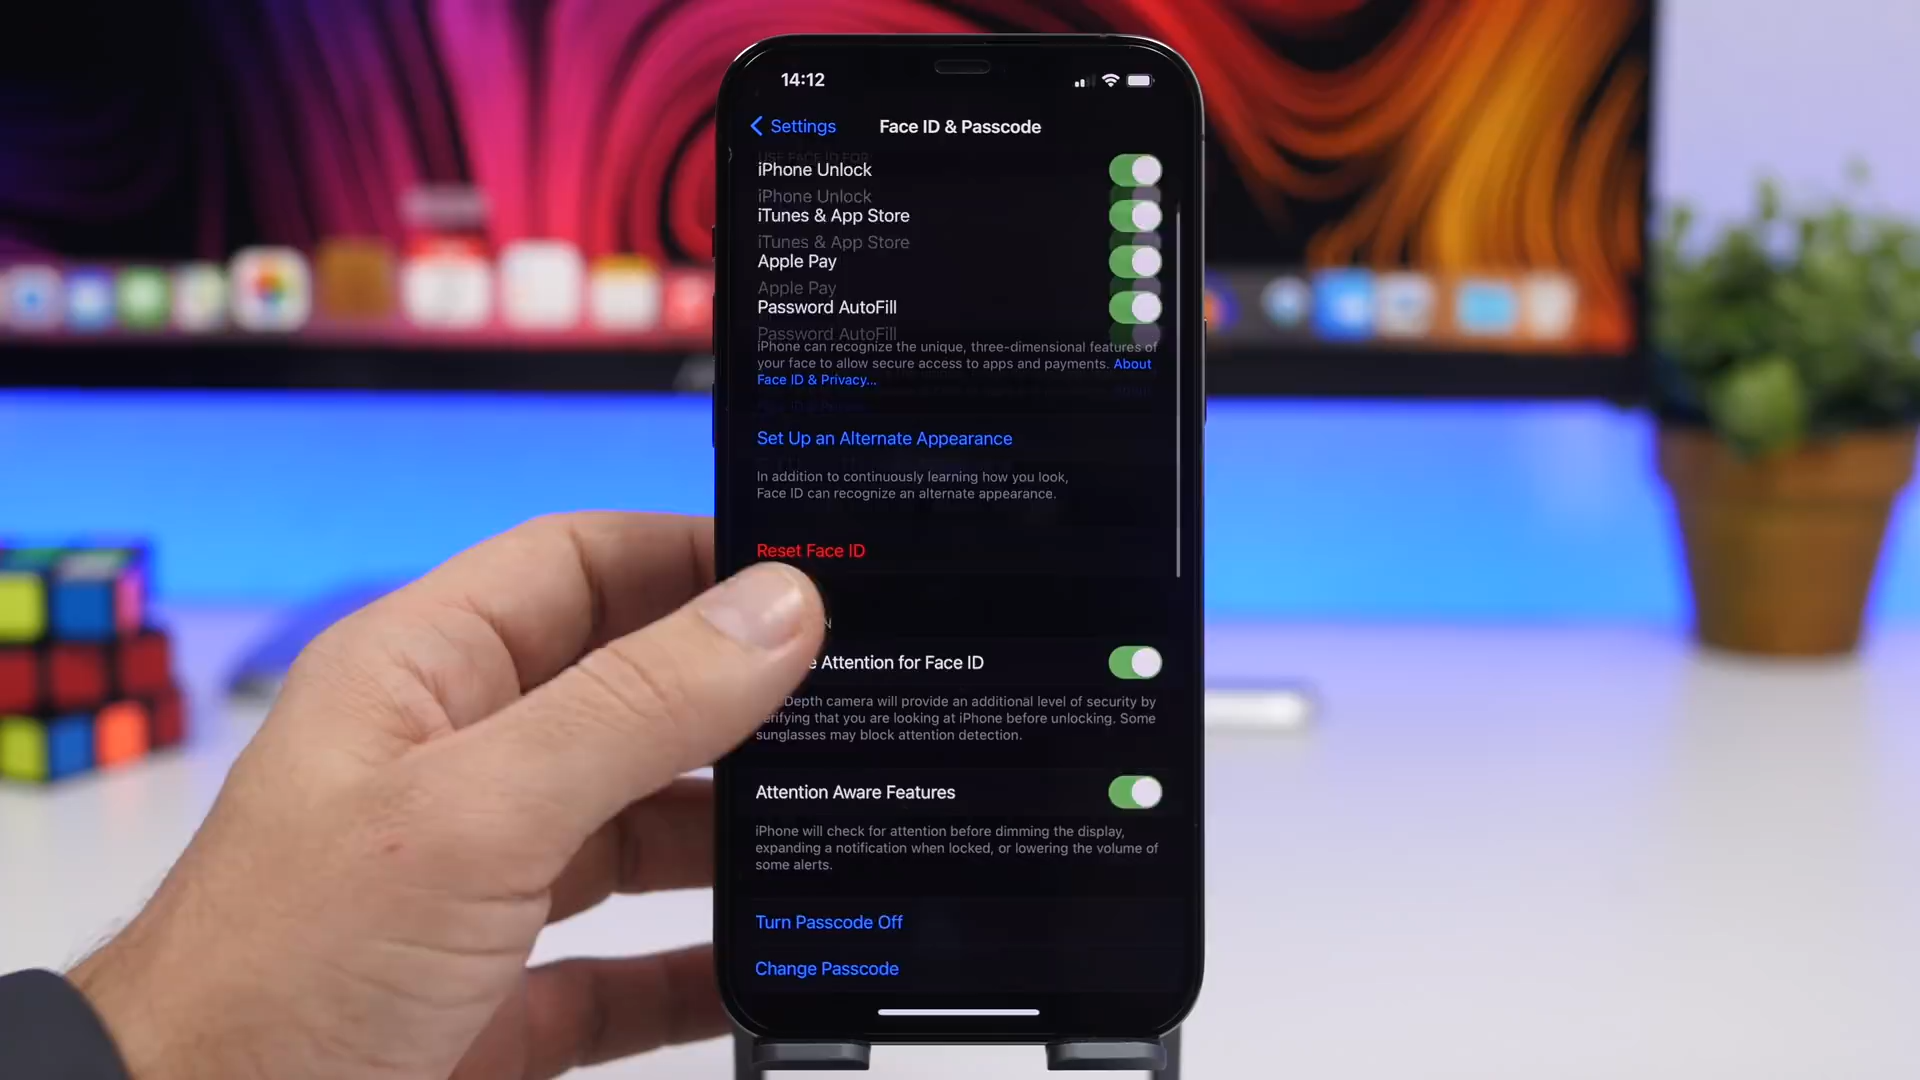 14:12
Settings
Face ID & Passcode
USE FACE ID FOR:
iPhone Unlock
iPhone Unlock
iTunes & App Store
iTunes & App Store
Apple Pay
Apple Pay
Password AutoFill
Password AutoFill
iPhone can recognize the unique, three-dimensional features of
your face to allow secure access to apps and payments. About
Face ID & Privacy...
Set Up an Alternate Appearance
In addition to continuously learning how you look,
Face ID can recognize an alternate appearance.
Reset Face ID
N
e Attention for Face ID
Depth camera will provide an additional level of security by
erifying that you are looking at iPhone before unlocking. Some
sunglasses may block attention detection.
Attention Aware Features
iPhone will check for attention before dimming the display,
expanding a notification when locked, or lowering the volume of
some alerts.
Turn Passcode Off
Change Passcode